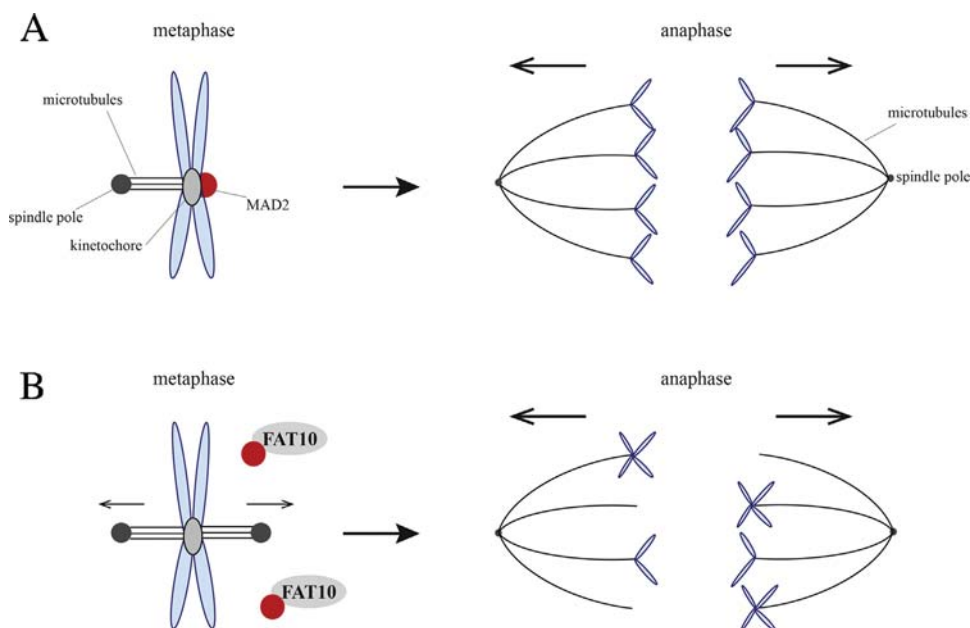 A
metaphase
anaphase
microtubules
microtubules
spindle pole
MAD2
spindle pole
kinetochore
B
metaphase
anaphase
FAT10
FAT10